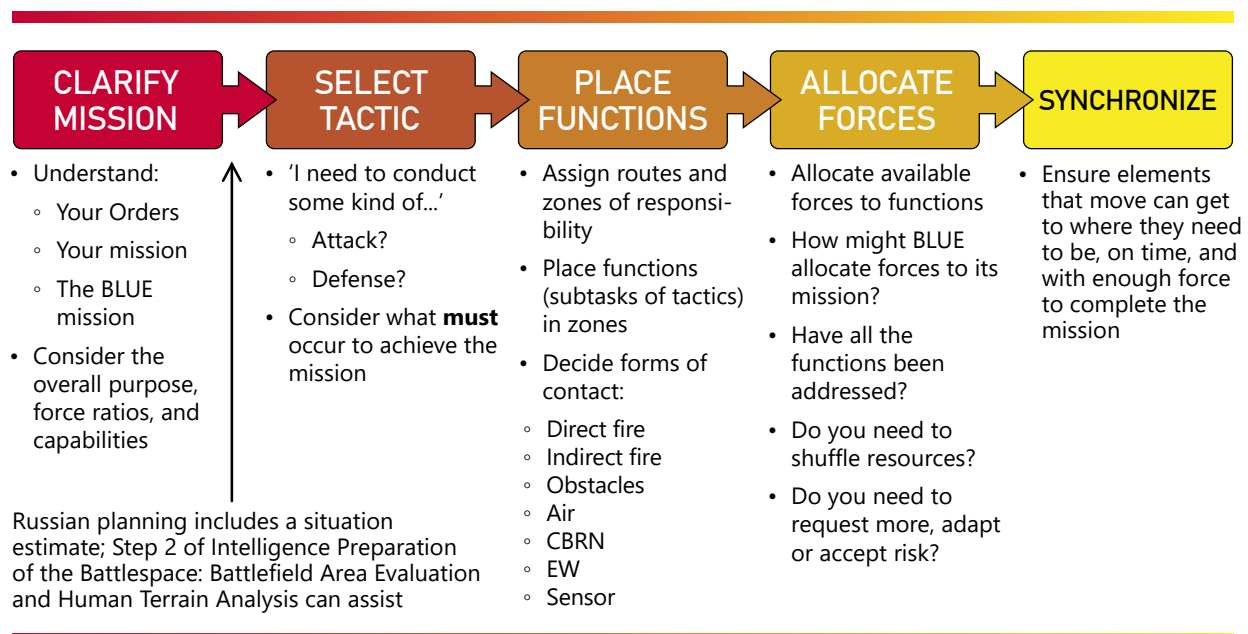 CLARIFY
MISSION
SELECT
TACTIC
PLACE
FUNCTIONS
ALLOCATE
FORCES
SYNCHRONIZE
• Understand:
◦ Your Orders
◦ Your mission
◦ The BLUE
mission
• Consider the
overall purpose,
force ratios, and
capabilities
Russian planning includes a situation
estimate; Step 2 of Intelligence Preparation
of the Battlespace: Battlefield Area Evaluation
and Human Terrain Analysis can assist
• ‘I need to conduct
some kind of...’
◦ Attack?
◦ Defense?
• Consider what must
occur to achieve the
mission
• Assign routes and
zones of responsi-
bility
• Place functions
(subtasks of tactics)
in zones
• Decide forms of
contact:
◦ Direct fire
◦ Indirect fire
◦ Obstacles
◦ Air
◦ CBRN
◦ EW
◦ Sensor
• Allocate available
forces to functions
• How might BLUE
allocate forces to its
mission?
• Have all the
functions been
addressed?
• Do you need to
shuffle resources?
• Do you need to
request more, adapt
or accept risk?
• Ensure elements
that move can get
to where they need
to be, on time, and
with enough force
to complete the
mission